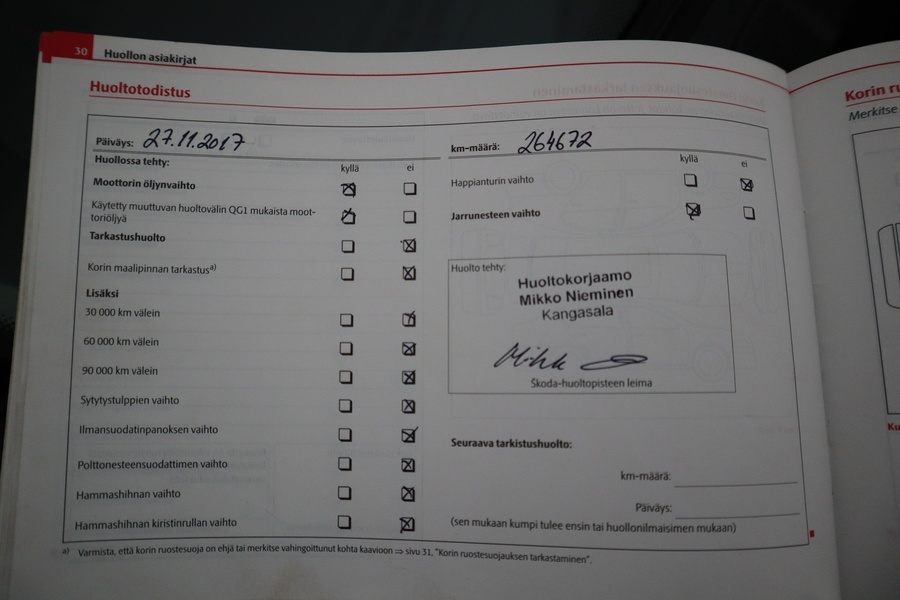 30 Huollon asiakirjat
Huoltotodistus
Päiväys: 27.11.2017
Huollossa tehty: kyllä ei
Moottorin öljynvaihto
Käytetty muuttuvan huoltovälin QG1 mukaista moot-
toriöljyä
Tarkastushuolto
Korin maalipinnan tarkastus a)
Lisäksi
30 000 km välein
60 000 km välein
90 000 km välein
Sytytystulppien vaihto
Ilmansuodatinpanoksen vaihto
Polttonesteensuodattimen vaihto
Hammashihnan vaihto
Hammashihnan kiristinrullan vaihto
km-määrä: 264672
kyllä ei
Happianturin vaihto
Jarrunesteen vaihto
Huolto tehty:
Huoltokorjaamo
Mikko Nieminen
Kangasala
Škoda-huoltopisteen leima
Seuraava tarkistushuolto:
km-määrä:
Päiväys:
(sen mukaan kumpi tulee ensin tai huollonilmaisimen mukaan)
a) Varmista, että korin ruostesuoja on ehjä tai merkitse vahingoittunut kohta kaavioon ⇒ sivu 31, "Korin ruostesuojauksen tarkastaminen".
Korin ru
Merkitse
Ku